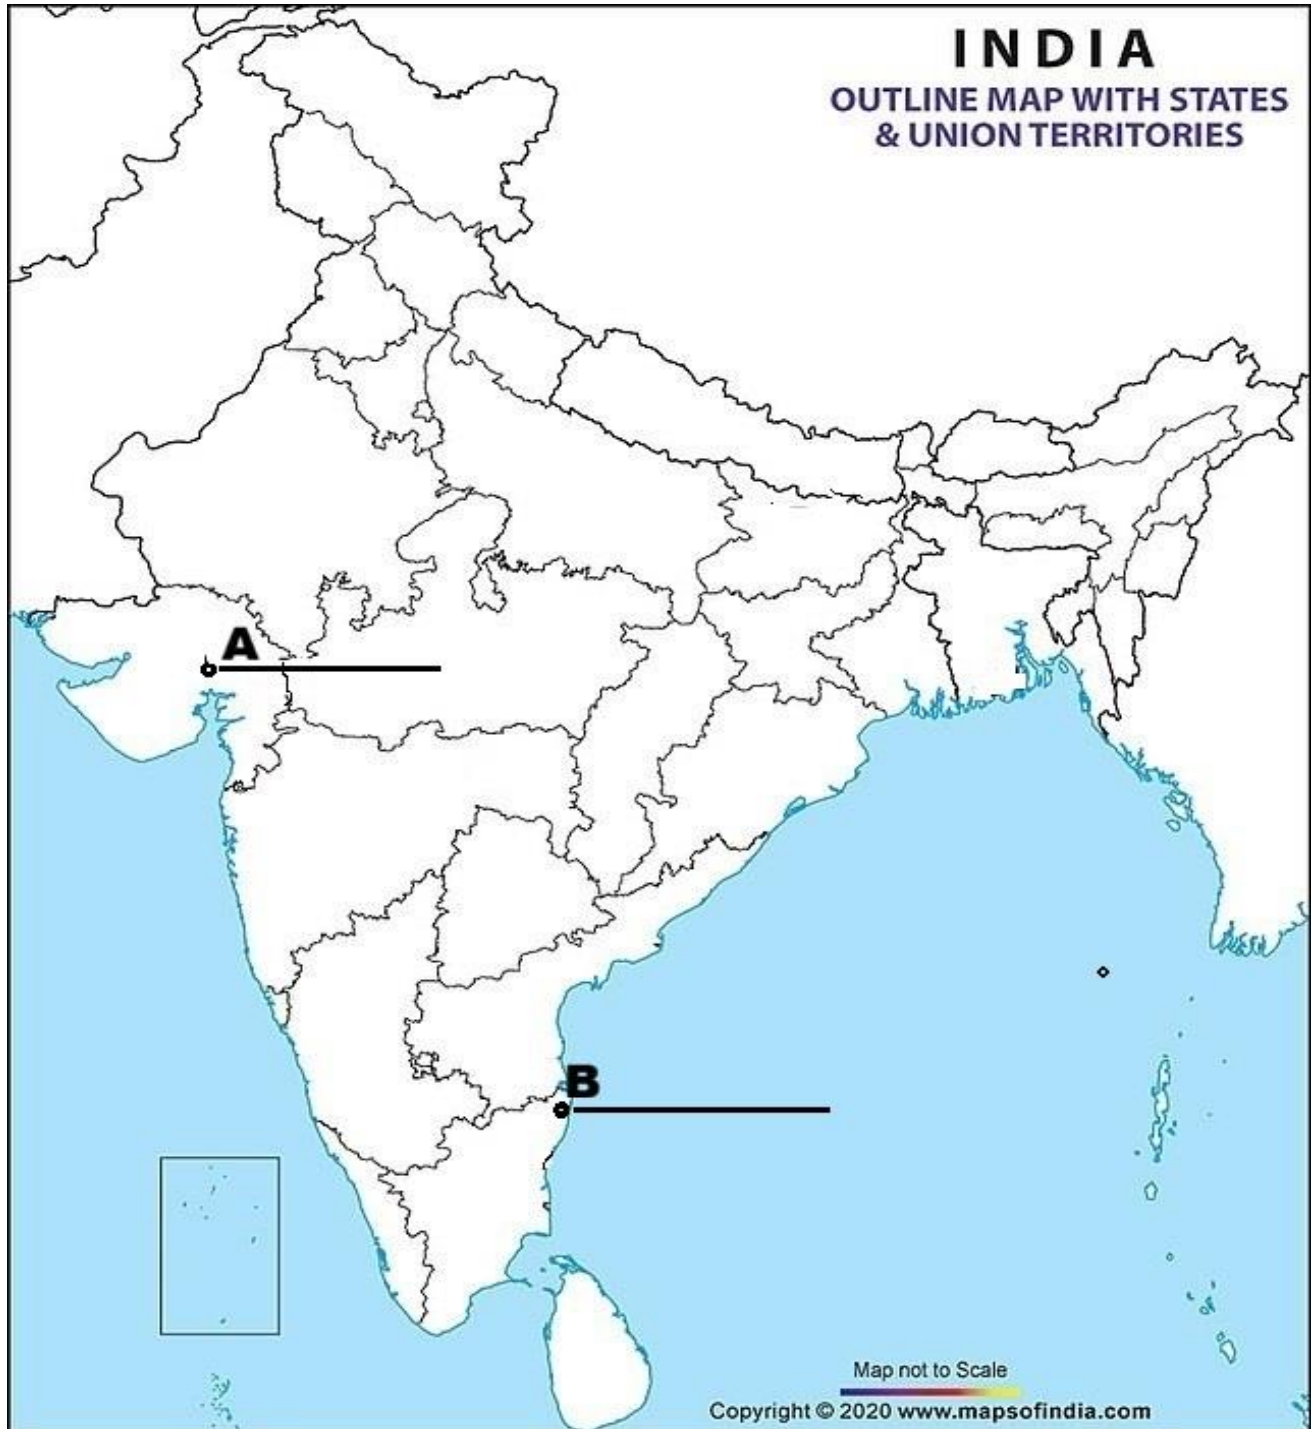 INDIA
OUTLINE MAP WITH STATES
& UNION TERRITORIES
A
B
Map not to Scale
Copyright © 2020 www.mapsofindia.com